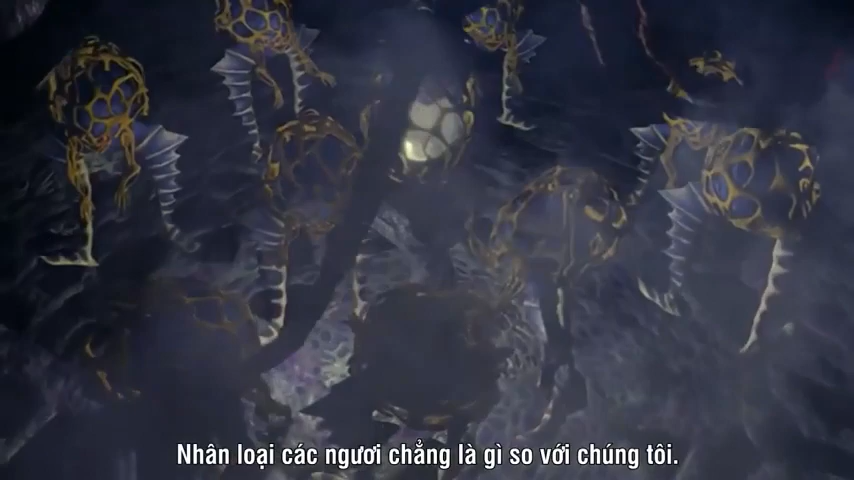 Nhân loại các ngươi chẳng là gì so với chúng tôi.